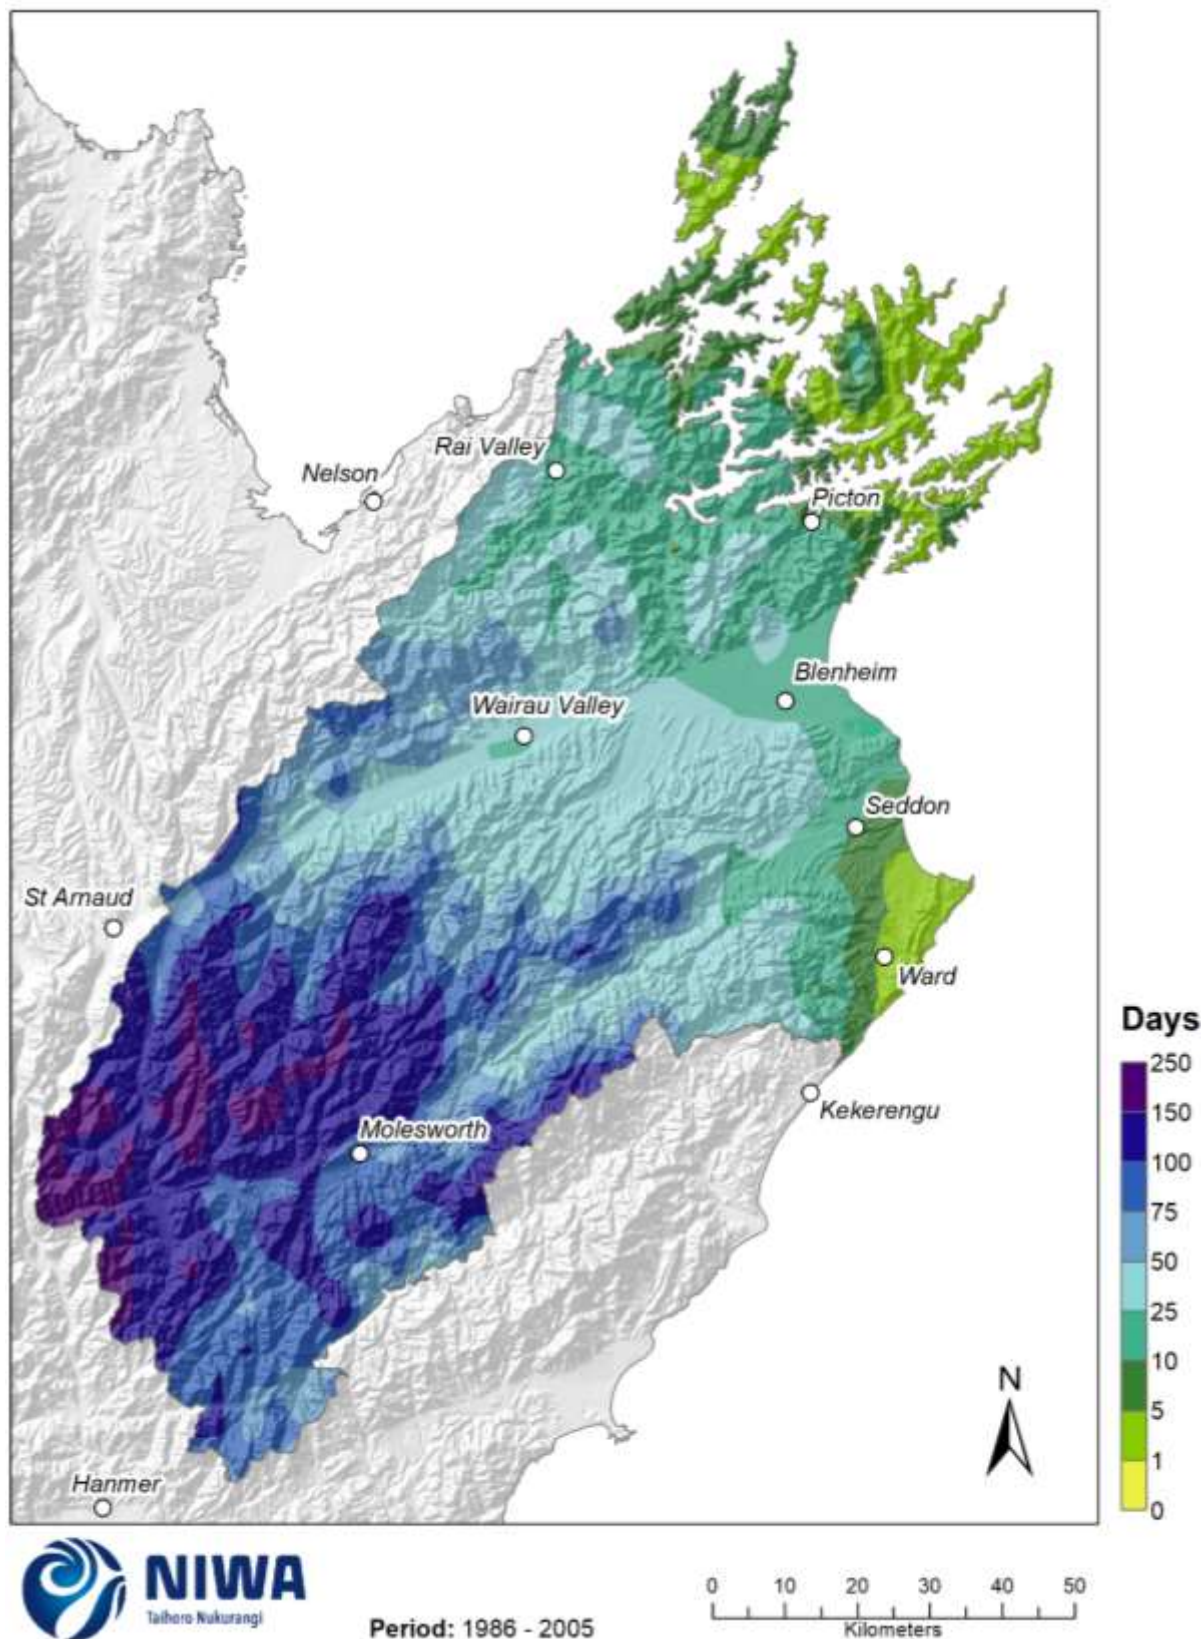 Rai Valley
Nelson
Picton
Blenheim
Wairau Valley
Seddon
St Arnaud
Ward
Days
250
150
100
75
50
25
10
5
1
0
Kekerengu
Molesworth
N
Hanmer
NIWA
Taihoro Nukurangi
Period: 1986 - 2005
0 10 20 30 40 50
Kilometers